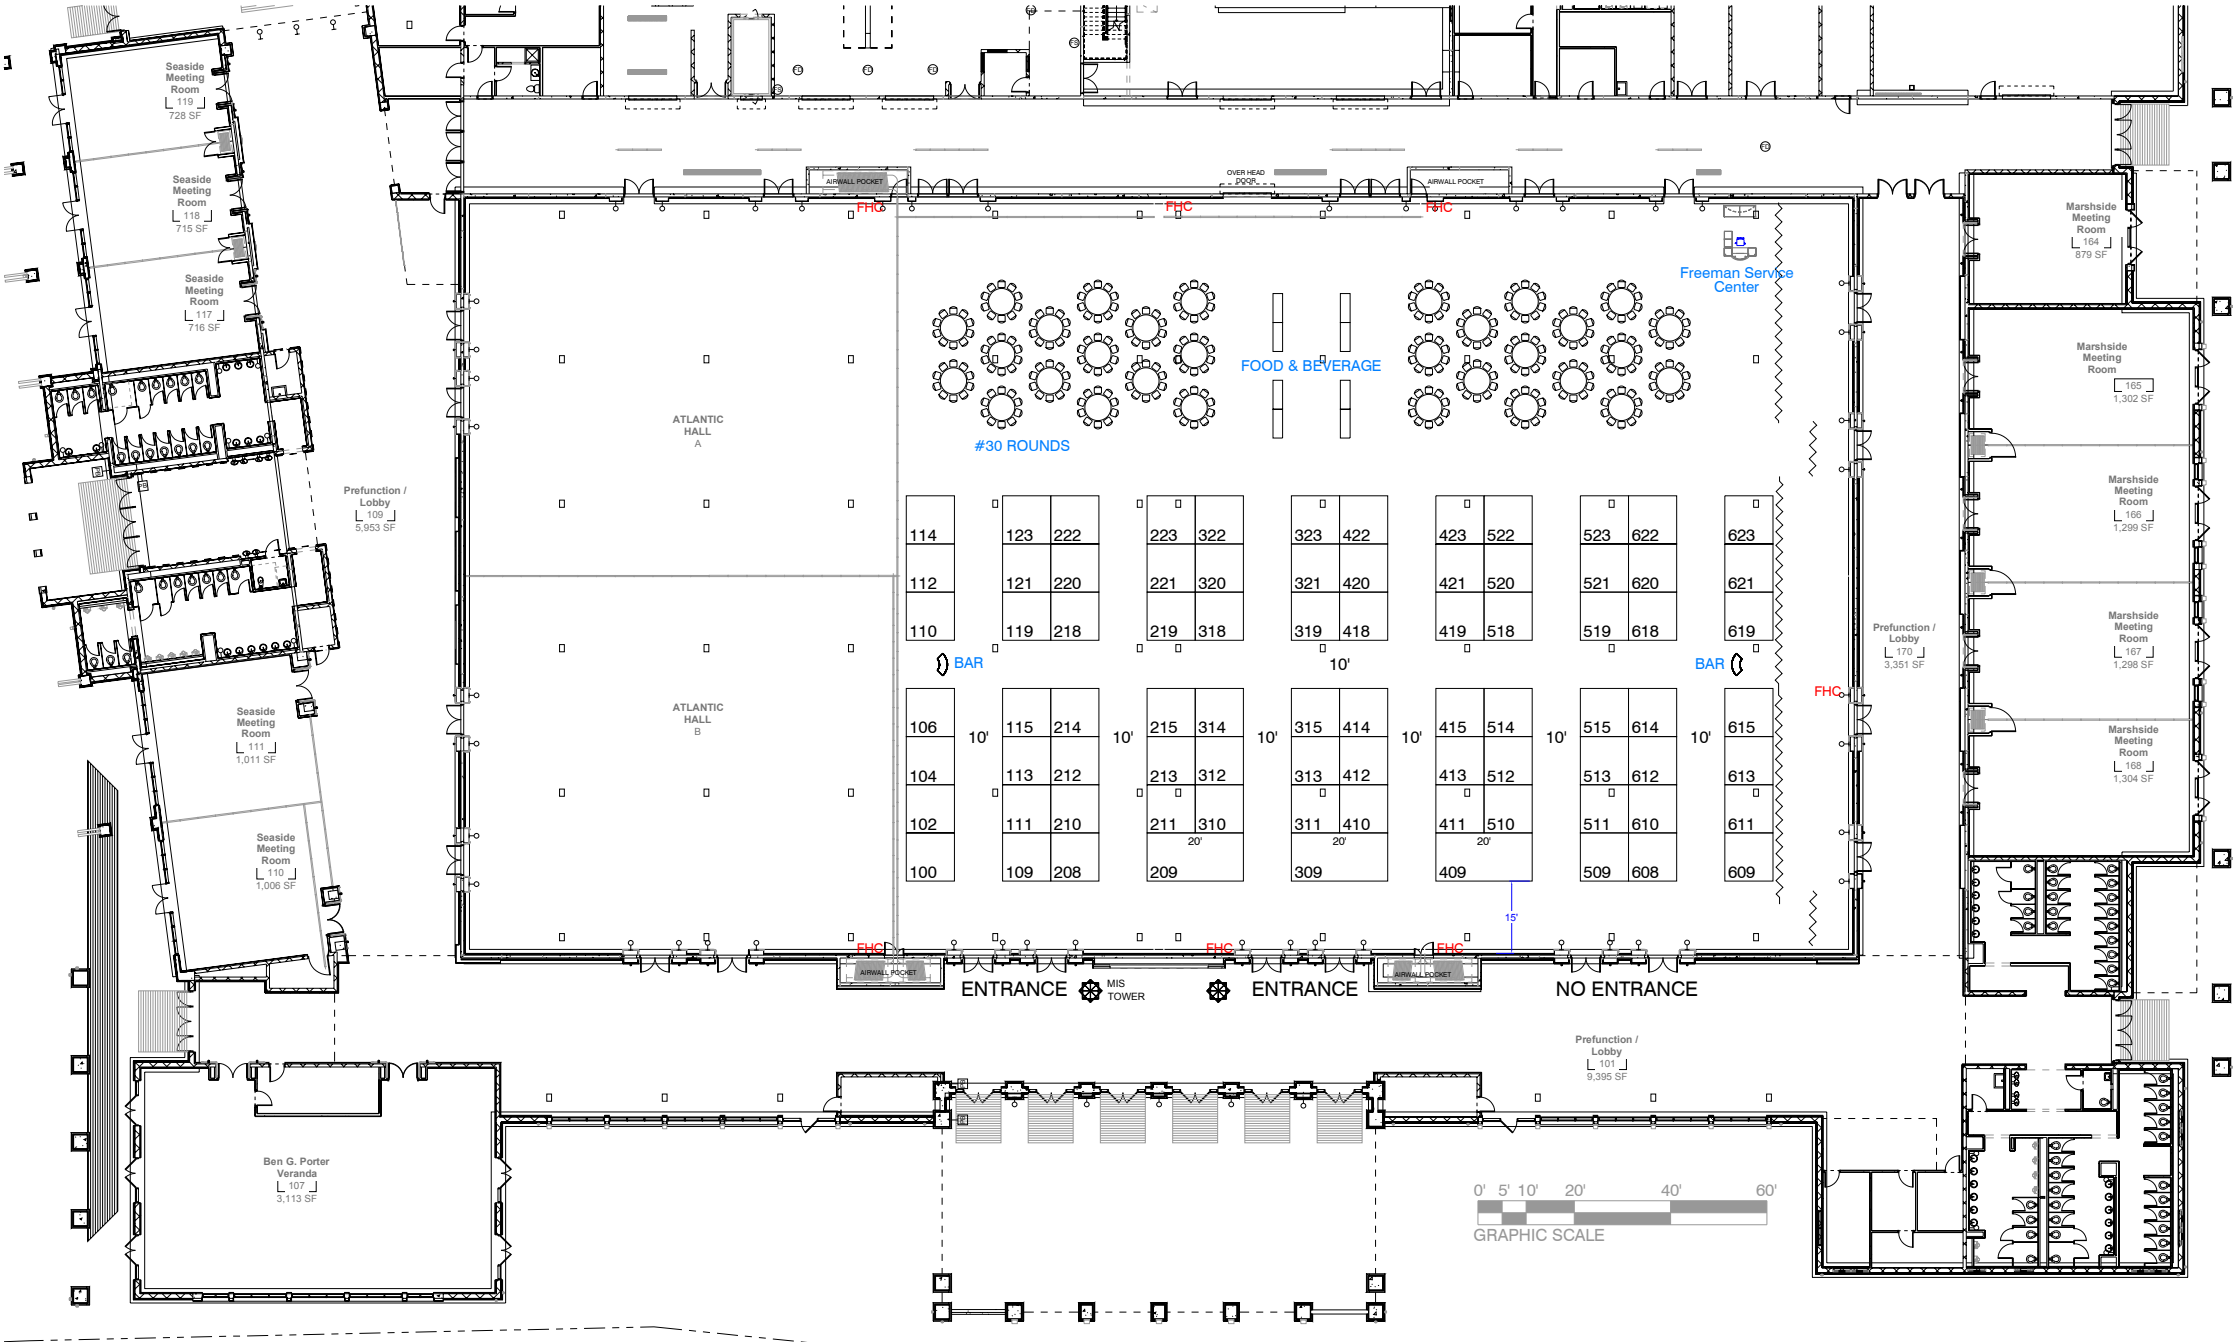 Seaside
Meeting
Room
119
728 SF
Seaside
Meeting
Room
118
715 SF
Seaside
Meeting
Room
117
716 SF
AIRWALL POCKET
OVER HEAD
DOOR
AIRWALL POCKET
FHC
FHC
FHC
Freeman Service
Center
Marshside
Meeting
Room
164
879 SF
Marshside
Meeting
Room
165
1,302 SF
Marshside
Meeting
Room
166
1,299 SF
Marshside
Meeting
Room
167
1,298 SF
Marshside
Meeting
Room
168
1,304 SF
FOOD & BEVERAGE
#30 ROUNDS
ATLANTIC
HALL
A
Prefunction /
Lobby
109
5,953 SF
114 123 222 223 322 323 422 423 522 523 622 623
112 121 220 221 320 321 420 421 520 521 620 621
110 119 218 219 318 319 418 419 518 519 618 619
BAR 10' BAR
Prefunction /
Lobby
170
3,351 SF
FHC
ATLANTIC
HALL
B
106 10' 115 214 10' 215 314 10' 315 414 10' 415 514 10' 515 614 10' 615
104 113 212 213 312 313 412 413 512 513 612 613
102 111 210 211 310 311 410 411 510 511 610 611
20' 20' 20'
100 109 208 209 309 409 509 608 609
15'
Seaside
Meeting
Room
111
1,011 SF
Seaside
Meeting
Room
110
1,006 SF
FHC
FHC
FHC
AIRWALL POCKET
AIRWALL POCKET
ENTRANCE
MIS
TOWER
ENTRANCE
NO ENTRANCE
Prefunction /
Lobby
101
9,395 SF
Ben G. Porter
Veranda
107
3,113 SF
0' 5' 10' 20' 40' 60'
GRAPHIC SCALE